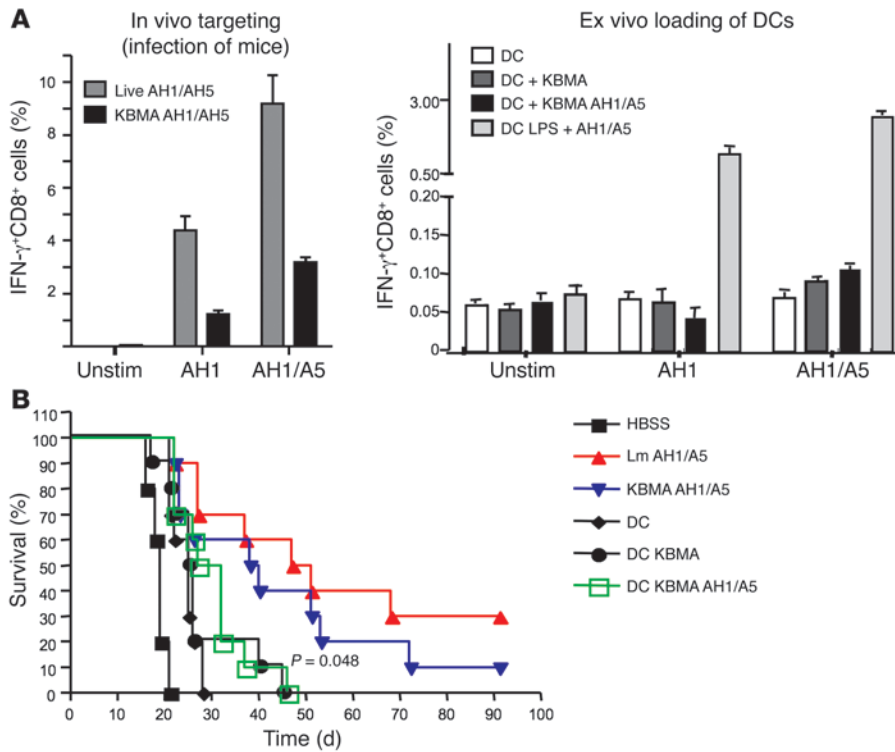 A
In vivo targeting
(infection of mice)
IFN-γ⁺CD8⁺ cells (%)
10
8
6
4
2
Live AH1/AH5
KBMA AH1/AH5
Unstim
AH1
AH1/A5
Ex vivo loading of DCs
IFN-γ⁺CD8⁺ cells (%)
3.00
0.50
0.20
0.10
0.05
0.00
DC
DC + KBMA
DC + KBMA AH1/A5
DC LPS + AH1/A5
Unstim
AH1
AH1/A5
B
Survival (%)
110
100
90
80
70
60
50
40
30
20
10
0
0
10
20
30
40
50
60
70
80
90
100
Time (d)
P = 0.048
HBSS
Lm AH1/A5
KBMA AH1/A5
DC
DC KBMA
DC KBMA AH1/A5